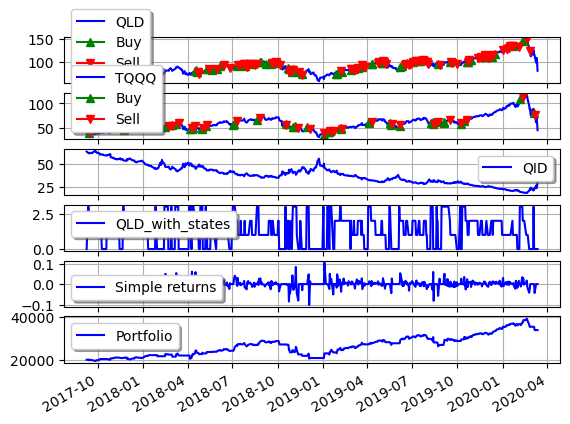 QLD
Buy
Sell
150
100
TQQQ
Buy
Sell
100
50
50
25
QID
2.5
0.0
QLD_with_states
0.1
0.0
−0.1
Simple returns
40000
20000
Portfolio
2017-10
2018-01
2018-04
2018-07
2018-10
2019-01
2019-04
2019-07
2019-10
2020-01
2020-04